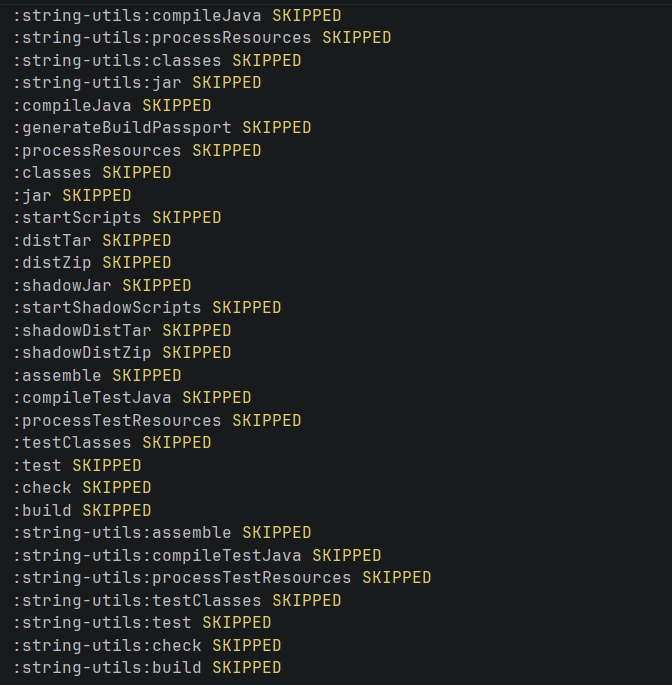 :string-utils:compileJava SKIPPED
:string-utils:processResources SKIPPED
:string-utils:classes SKIPPED
:string-utils:jar SKIPPED
:compileJava SKIPPED
:generateBuildPassport SKIPPED
:processResources SKIPPED
:classes SKIPPED
:jar SKIPPED
:startScripts SKIPPED
:distTar SKIPPED
:distZip SKIPPED
:shadowJar SKIPPED
:startShadowScripts SKIPPED
:shadowDistTar SKIPPED
:shadowDistZip SKIPPED
:assemble SKIPPED
:compileTestJava SKIPPED
:processTestResources SKIPPED
:testClasses SKIPPED
:test SKIPPED
:check SKIPPED
:build SKIPPED
:string-utils:assemble SKIPPED
:string-utils:compileTestJava SKIPPED
:string-utils:processTestResources SKIPPED
:string-utils:testClasses SKIPPED
:string-utils:test SKIPPED
:string-utils:check SKIPPED
:string-utils:build SKIPPED